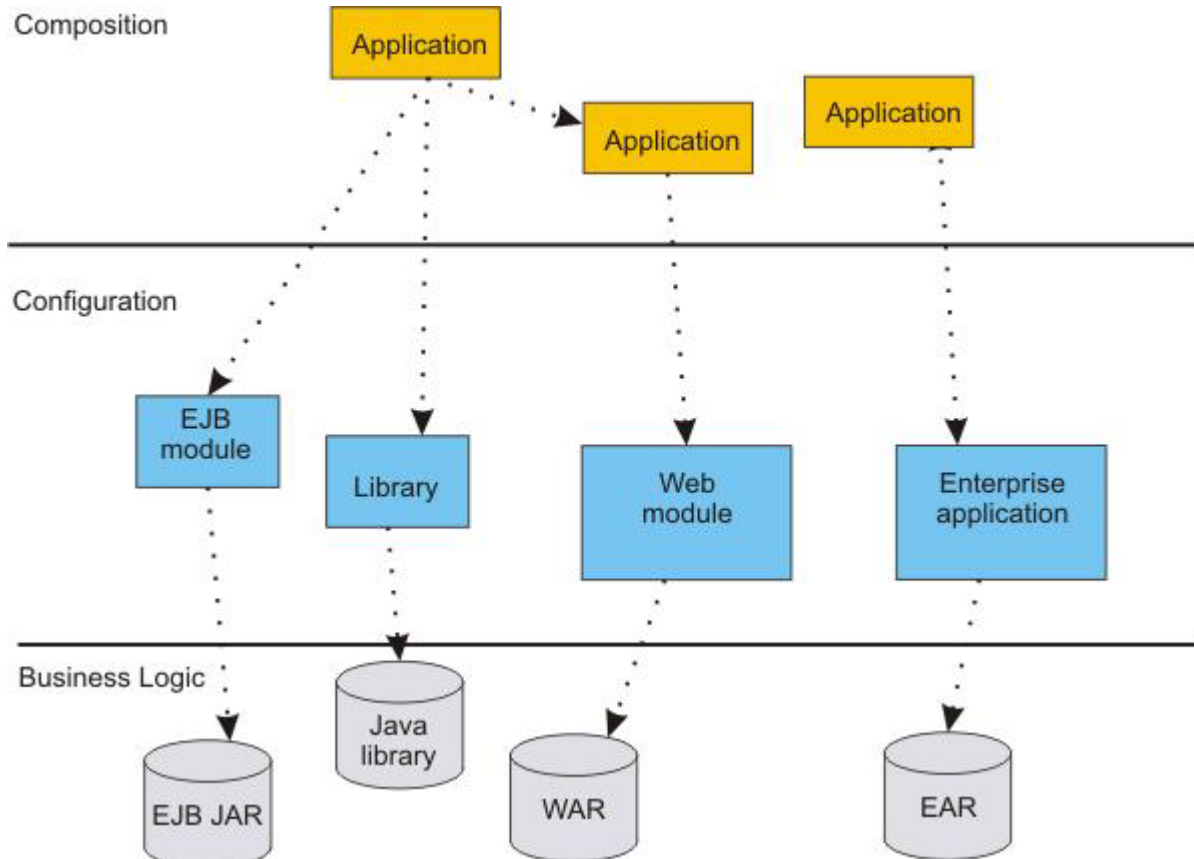 Composition
Application
Application
Application
Configuration
EJB
module
Library
Web
module
Enterprise
application
Business Logic
Java
library
EJB JAR
WAR
EAR